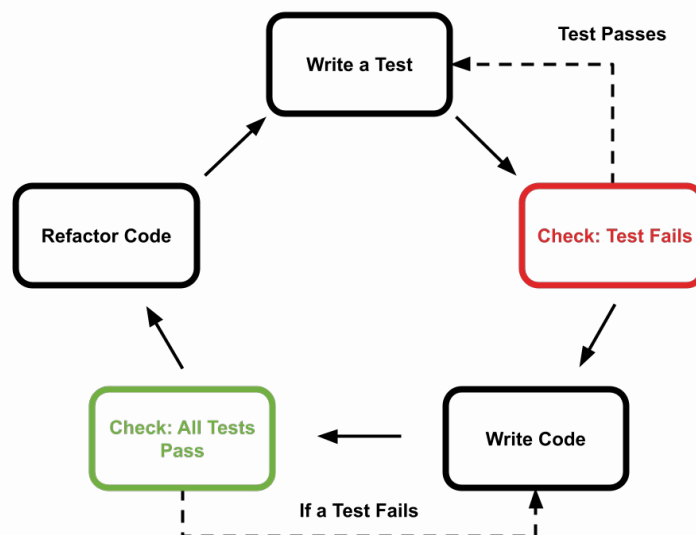 Test Passes
Write a Test
Refactor Code
Check: Test Fails
Check: All Tests
Pass
Write Code
If a Test Fails